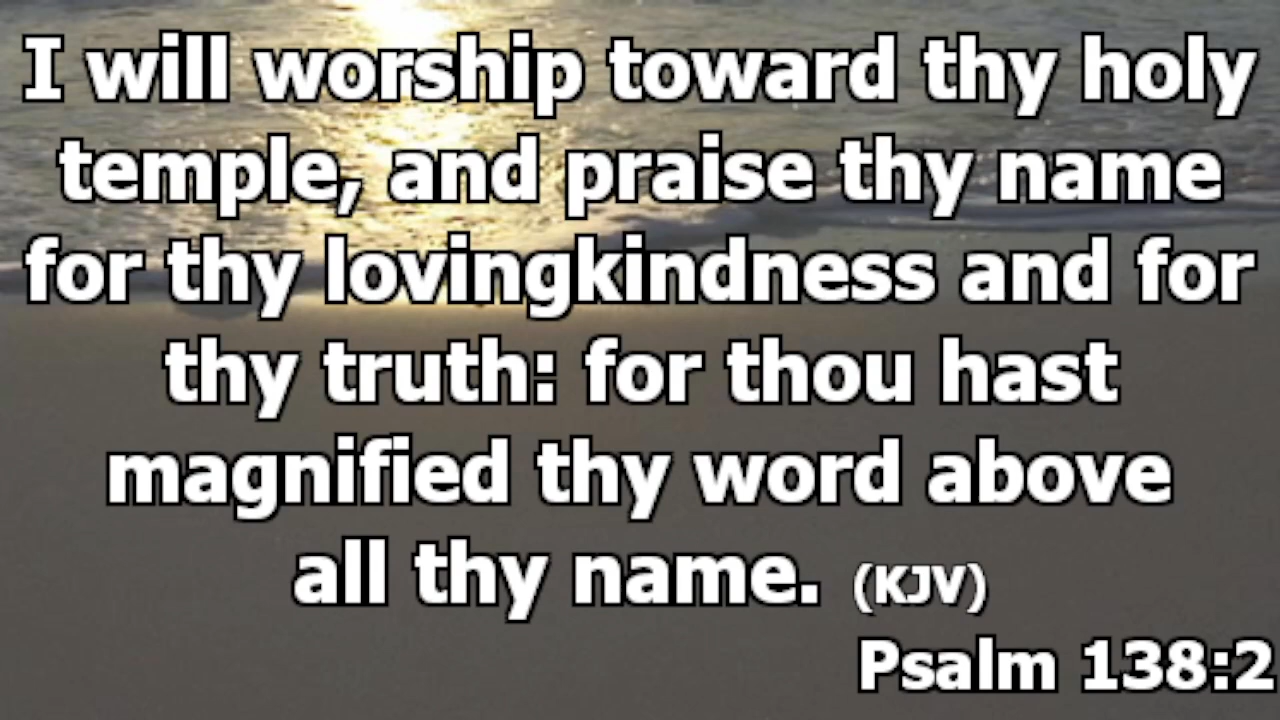 I will worship toward thy holy
temple, and praise thy name
for thy lovingkindness and for
thy truth: for thou hast
magnified thy word above
all thy name. (KJV)
Psalm 138:2